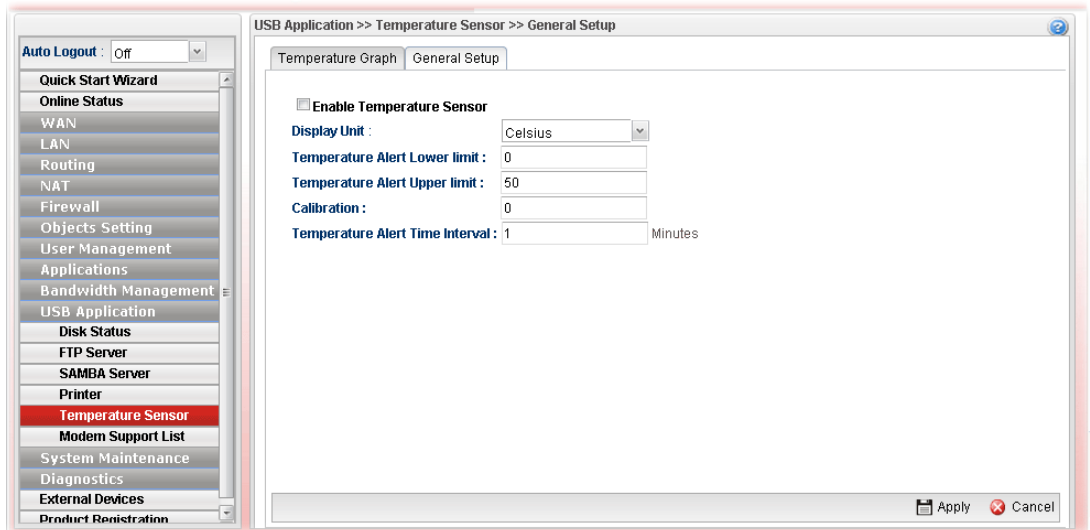 Auto Logout : Off
Quick Start Wizard
Online Status
WAN
LAN
Routing
NAT
Firewall
Objects Setting
User Management
Applications
Bandwidth Management
USB Application
Disk Status
FTP Server
SAMBA Server
Printer
Temperature Sensor
Modem Support List
System Maintenance
Diagnostics
External Devices
Product Registration
USB Application >> Temperature Sensor >> General Setup
Temperature Graph General Setup
Enable Temperature Sensor
Display Unit : Celsius
Temperature Alert Lower limit : 0
Temperature Alert Upper limit : 50
Calibration : 0
Temperature Alert Time Interval : 1 Minutes
Apply Cancel